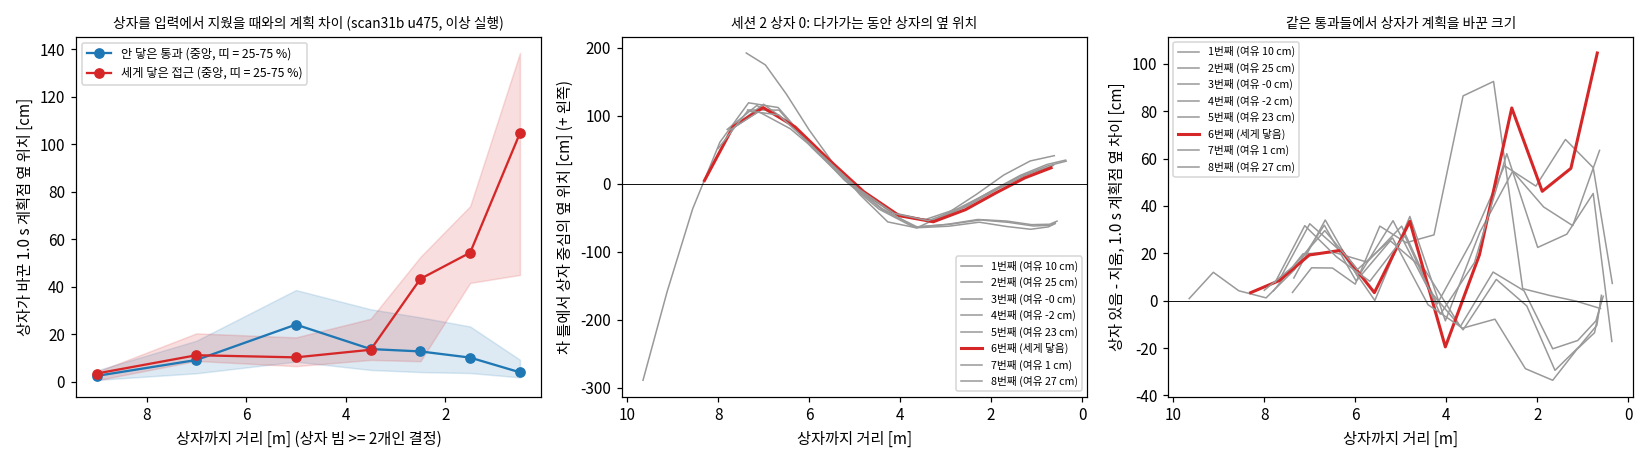 상자를 입력에서 지웠을 때와의 계획 차이 (scan31b u475, 이상 실행)
140
120
100
80
60
40
20
0
8
6
4
2
상자가 바꾼 1.0 s 계획점 옆 위치 [cm]
상자까지 거리 [m] (상자 빔 >= 2개인 결정)
안 닿은 통과 (중앙, 띠 = 25-75 %)
세게 닿은 접근 (중앙, 띠 = 25-75 %)
세션 2 상자 0: 다가가는 동안 상자의 옆 위치
200
100
0
-100
-200
-300
10
8
6
4
2
0
차 틀에서 상자 중심의 옆 위치 [cm] (+ 왼쪽)
상자까지 거리 [m]
1번째 (여유 10 cm)
2번째 (여유 25 cm)
3번째 (여유 -0 cm)
4번째 (여유 -2 cm)
5번째 (여유 23 cm)
6번째 (세게 닿음)
7번째 (여유 1 cm)
8번째 (여유 27 cm)
같은 통과들에서 상자가 계획을 바꾼 크기
100
80
60
40
20
0
-20
-40
10
8
6
4
2
0
상자 있음 - 지움, 1.0 s 계획점 옆 차이 [cm]
상자까지 거리 [m]
1번째 (여유 10 cm)
2번째 (여유 25 cm)
3번째 (여유 -0 cm)
4번째 (여유 -2 cm)
5번째 (여유 23 cm)
6번째 (세게 닿음)
7번째 (여유 1 cm)
8번째 (여유 27 cm)